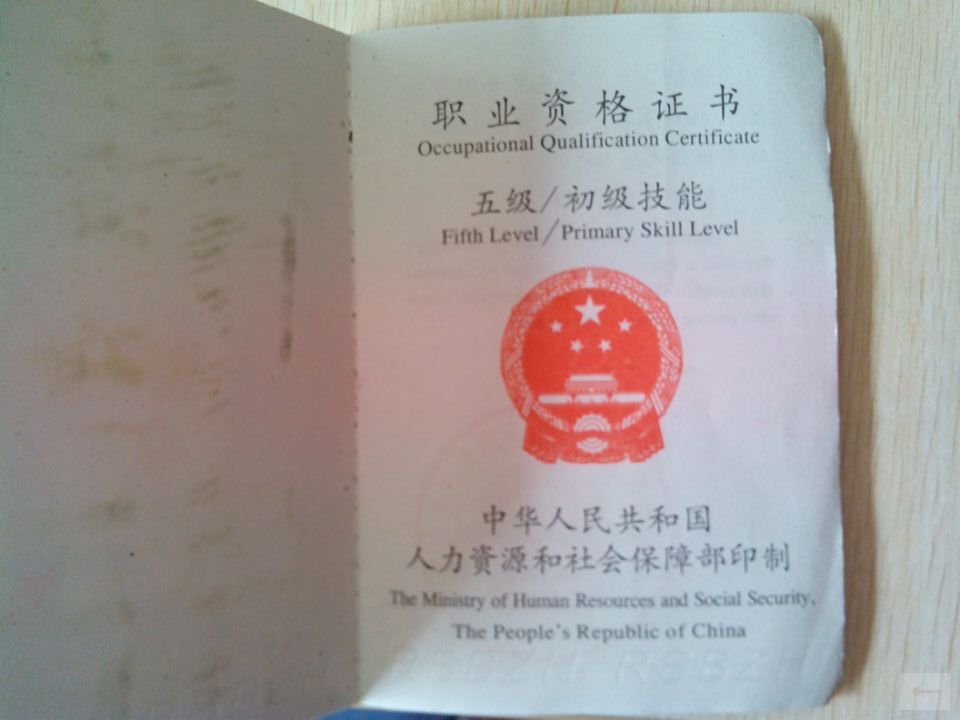 职业资格证书
Occupational Qualification Certificate
五级/初级技能
Fifth Level/Primary Skill Level
中华人民共和国
人力资源和社会保障部印制
The Ministry of Human Resources and Social Security,
The People's Republic of China
RSBZH RSBZH